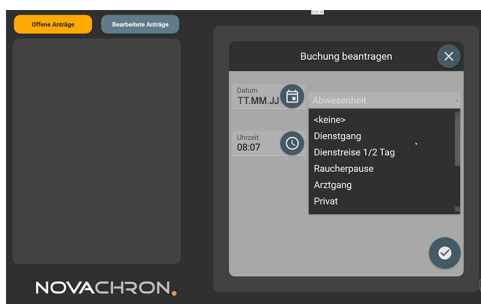 Offene Anträge
Bearbeitete Anträge
Buchung beantragen
Datum
TT.MM.JJ
Abwesenheit
<keine>
Dienstgang
Dienstreise 1/2 Tag
Raucherpause
Arztgang
Privat
Uhrzeit
08:07
NOVACHRON.